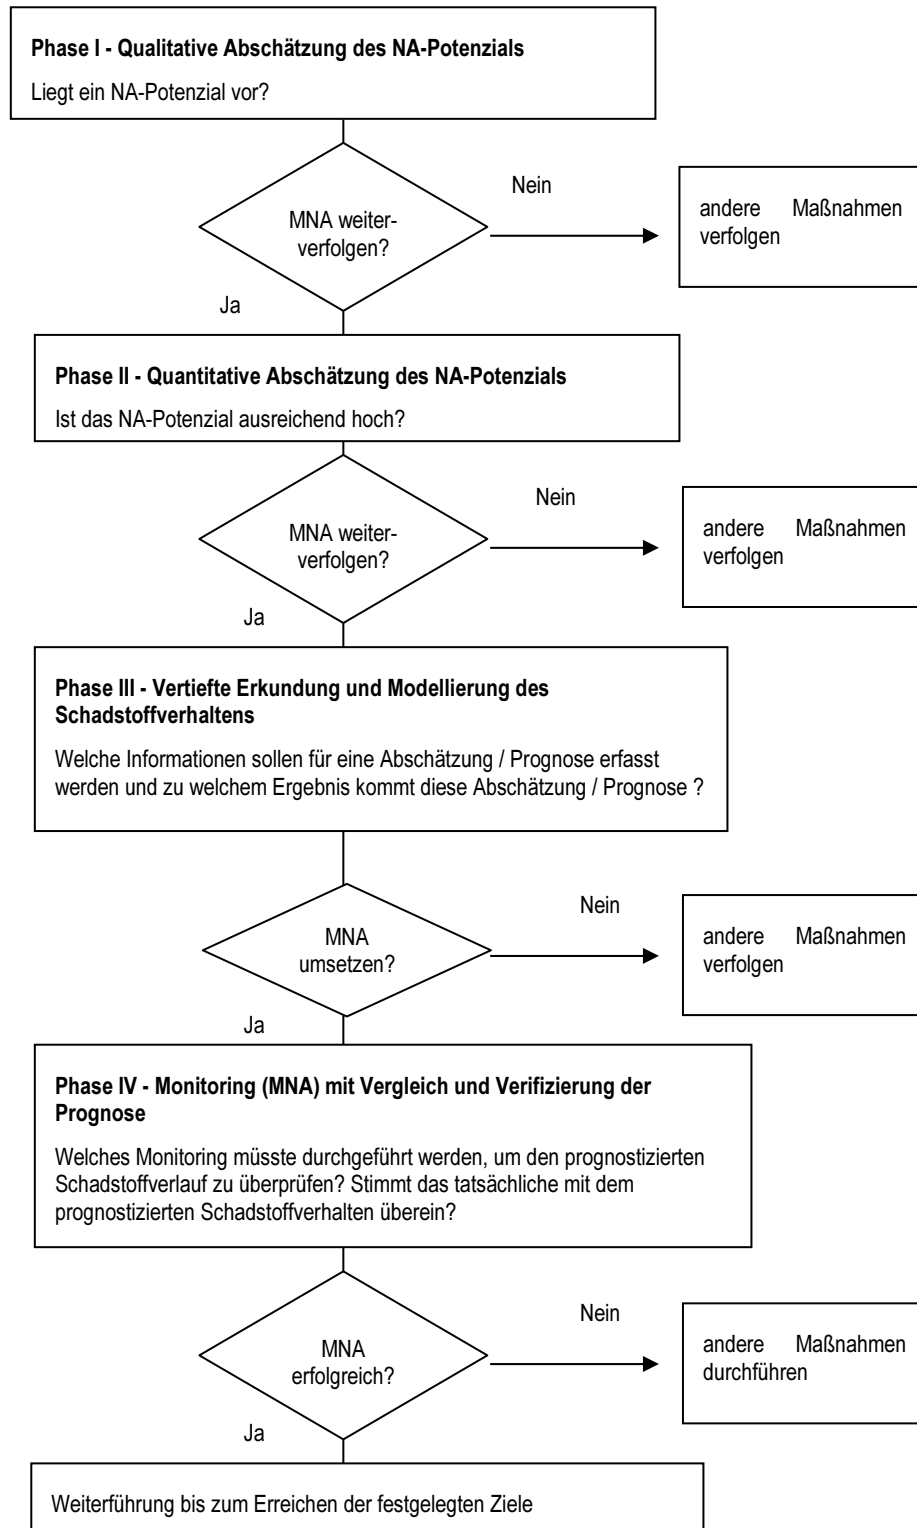 Phase I - Qualitative Abschätzung des NA-Potenzials
Liegt ein NA-Potenzial vor?
MNA weiter-
verfolgen?
Nein
andere Maßnahmen
verfolgen
Ja
Phase II - Quantitative Abschätzung des NA-Potenzials
Ist das NA-Potenzial ausreichend hoch?
MNA weiter-
verfolgen?
Nein
andere Maßnahmen
verfolgen
Ja
Phase III - Vertiefte Erkundung und Modellierung des
Schadstoffverhaltens
Welche Informationen sollen für eine Abschätzung / Prognose erfasst
werden und zu welchem Ergebnis kommt diese Abschätzung / Prognose ?
MNA
umsetzen?
Nein
andere Maßnahmen
verfolgen
Ja
Phase IV - Monitoring (MNA) mit Vergleich und Verifizierung der
Prognose
Welches Monitoring müsste durchgeführt werden, um den prognostizierten
Schadstoffverlauf zu überprüfen? Stimmt das tatsächliche mit dem
prognostizierten Schadstoffverhalten überein?
MNA
erfolgreich?
Nein
andere Maßnahmen
durchführen
Ja
Weiterführung bis zum Erreichen der festgelegten Ziele